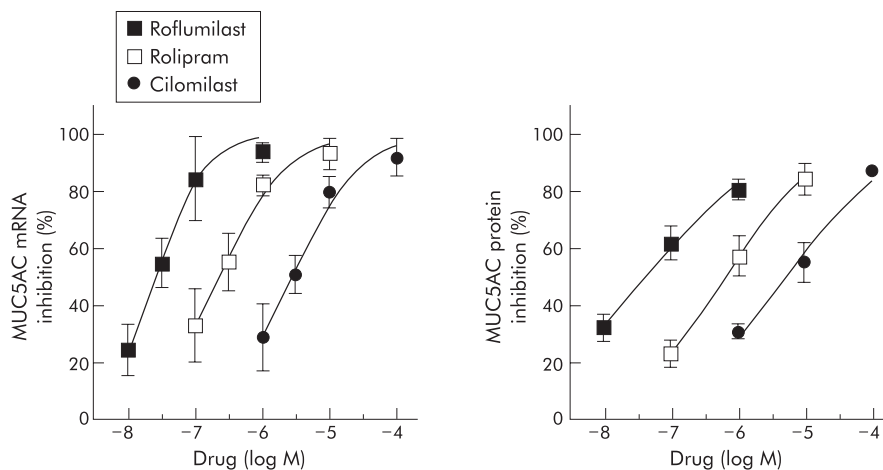 Roflumilast
Rolipram
Cilomilast
MUC5AC mRNA
inhibition (%)
100
80
60
40
20
0
−8
−7
−6
−5
−4
Drug (log M)
MUC5AC protein
inhibition (%)
100
80
60
40
20
0
−8
−7
−6
−5
−4
Drug (log M)